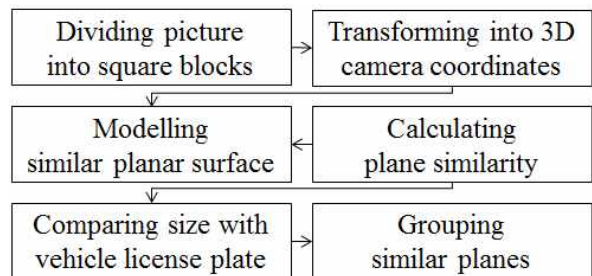 Dividing picture
into square blocks
Transforming into 3D
camera coordinates
Modelling
similar planar surface
Calculating
plane similarity
Comparing size with
vehicle license plate
Grouping
similar planes